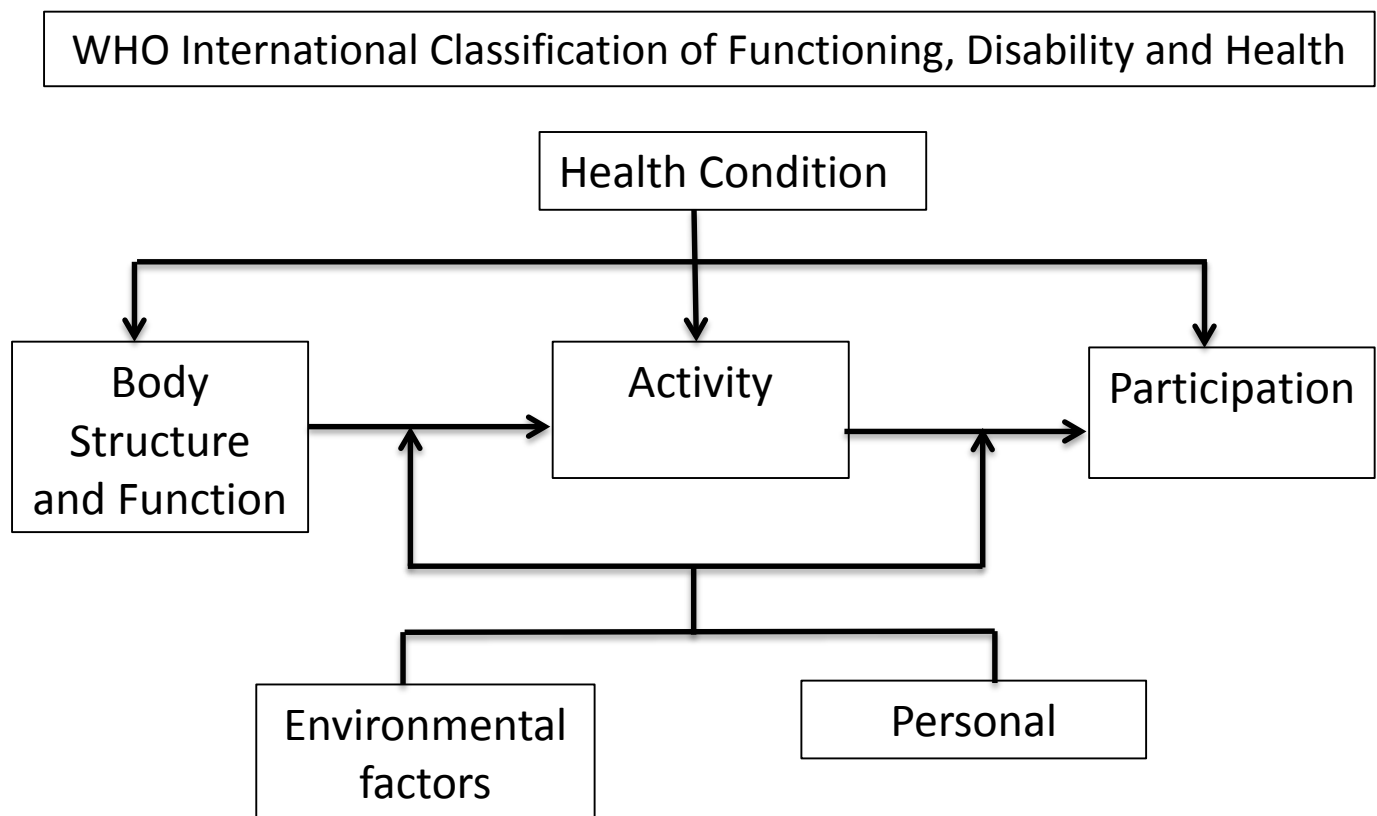 WHO International Classification of Functioning, Disability and Health
Health Condition
Body
Structure
and Function
Activity
Participation
Environmental
factors
Personal